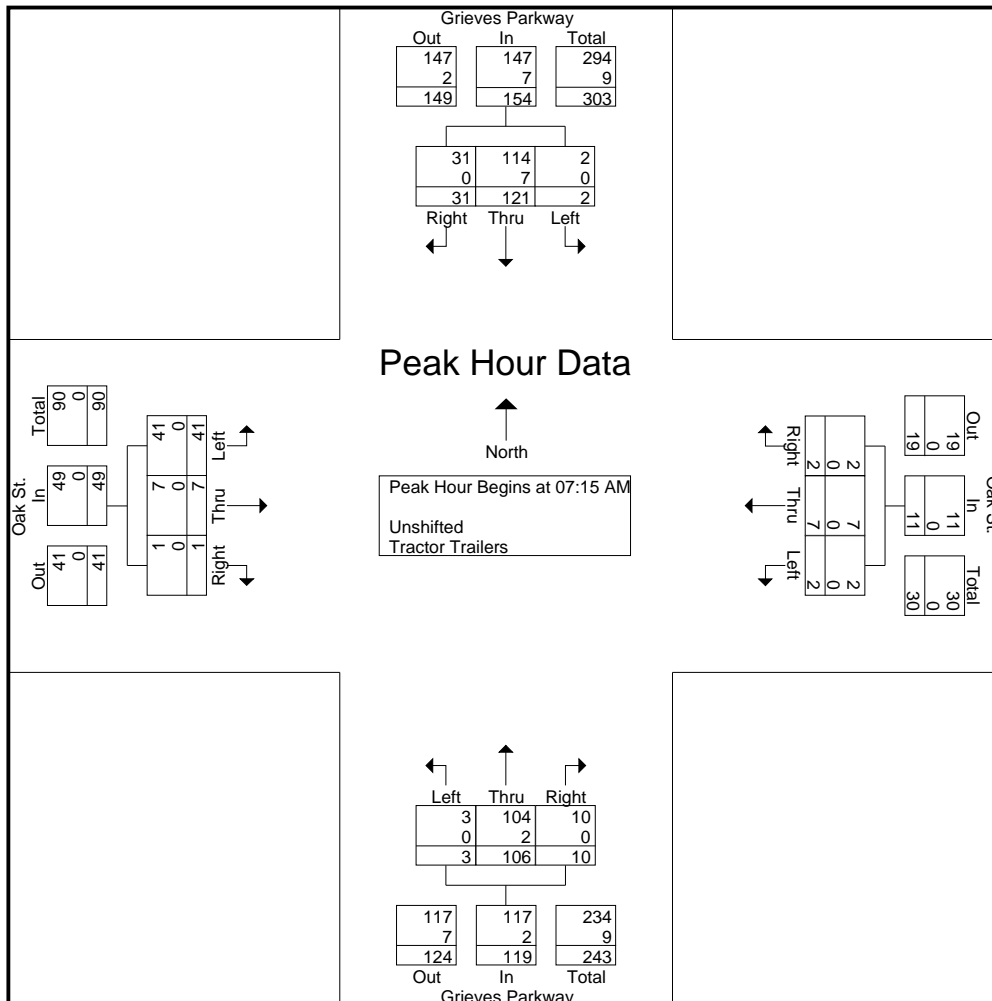 Grieves Parkway
Out In Total
147 147 294
2 7 9
149 154 303
31 114 2
0 7 0
31 121 2
Right Thru Left
Peak Hour Data
North
Peak Hour Begins at 07:15 AM
Unshifted
Tractor Trailers
Oak St.
Total In Out
90 49 41
0 0 0
90 49 41
41 7 1
0 0 0
41 7 1
Left Thru Right
Oak St.
Out In Total
19 11 30
0 0 0
19 11 30
2 7 2
0 0 0
2 7 2
Right Thru Left
Left Thru Right
3 104 10
0 2 0
3 106 10
117 117 234
7 2 9
124 119 243
Out In Total
Grieves Parkway